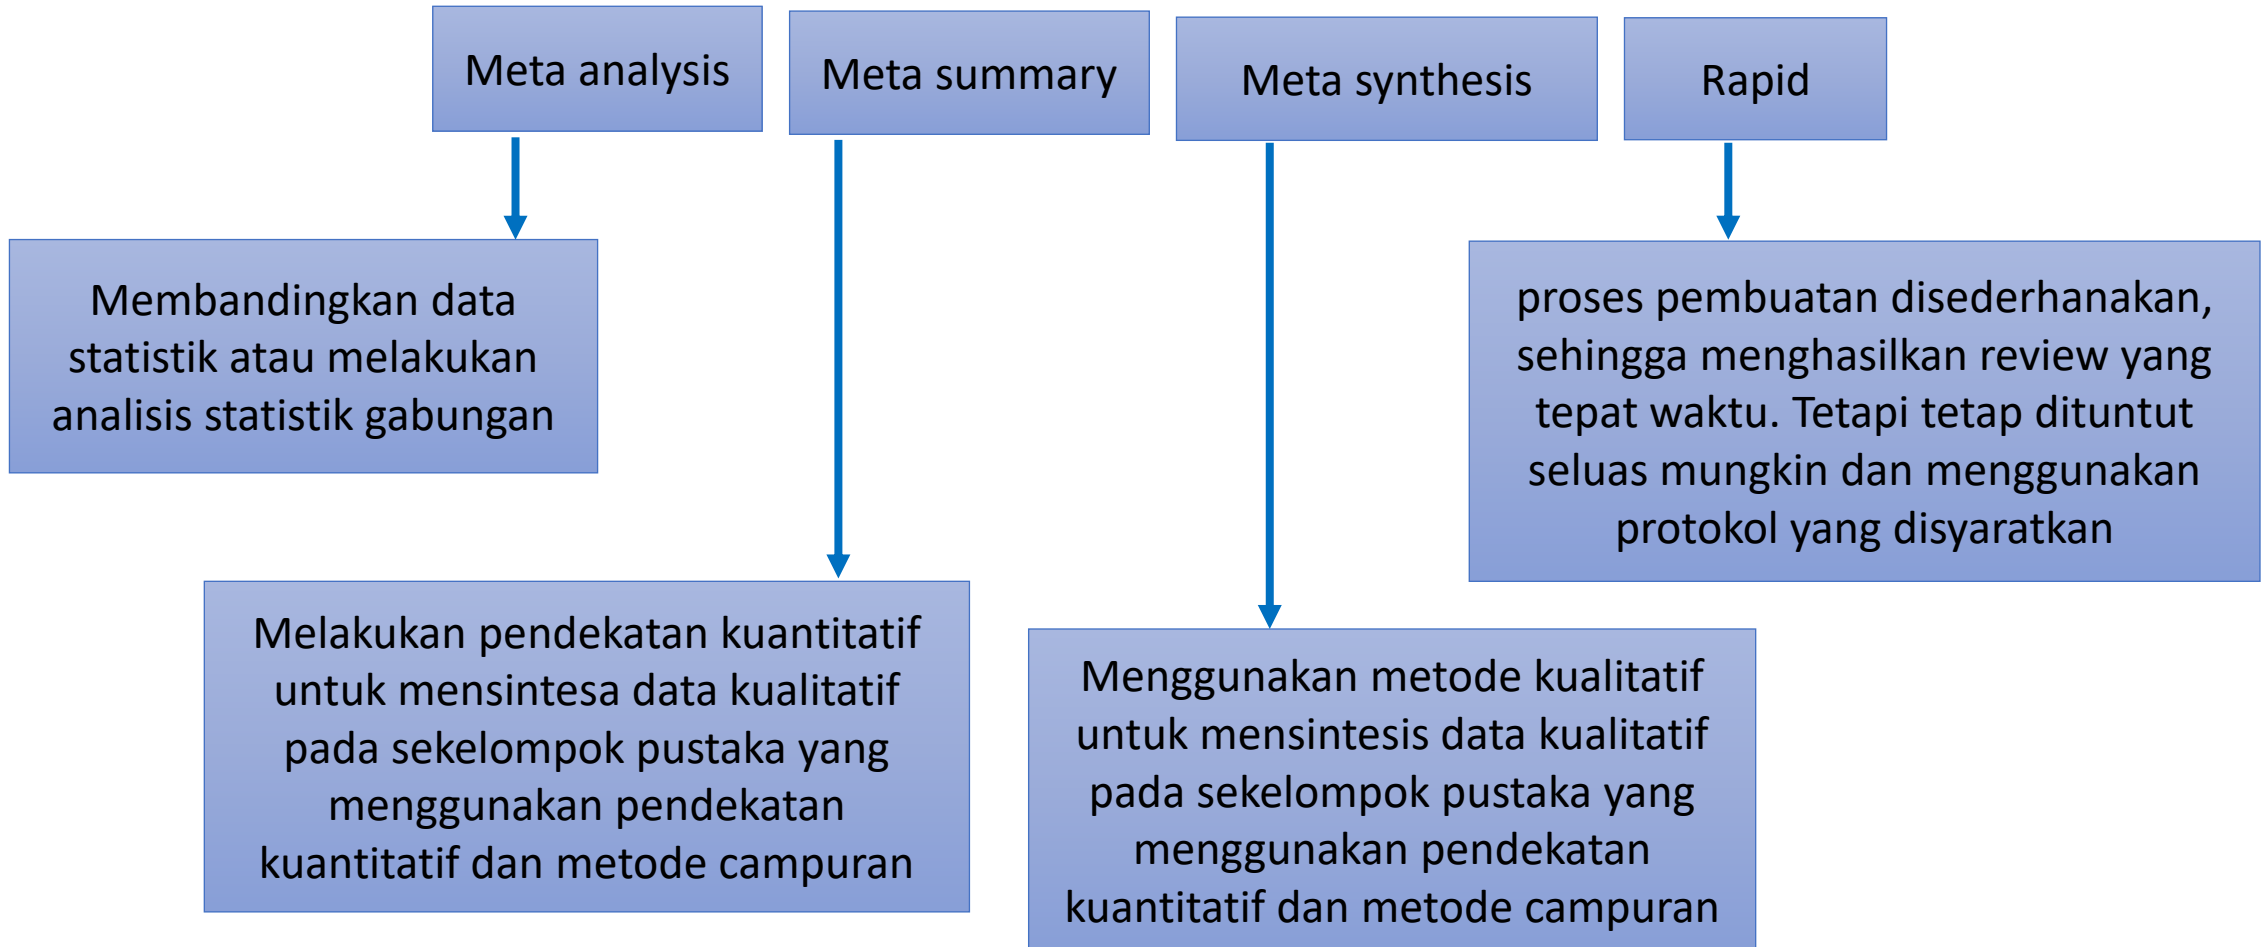 Meta analysis
Meta summary
Meta synthesis
Rapid
Membandingkan data
statistik atau melakukan
analisis statistik gabungan
proses pembuatan disederhanakan,
sehingga menghasilkan review yang
tepat waktu. Tetapi tetap dituntut
seluas mungkin dan menggunakan
protokol yang disyaratkan
Melakukan pendekatan kuantitatif
untuk mensintesa data kualitatif
pada sekelompok pustaka yang
menggunakan pendekatan
kuantitatif dan metode campuran
Menggunakan metode kualitatif
untuk mensintesis data kualitatif
pada sekelompok pustaka yang
menggunakan pendekatan
kuantitatif dan metode campuran